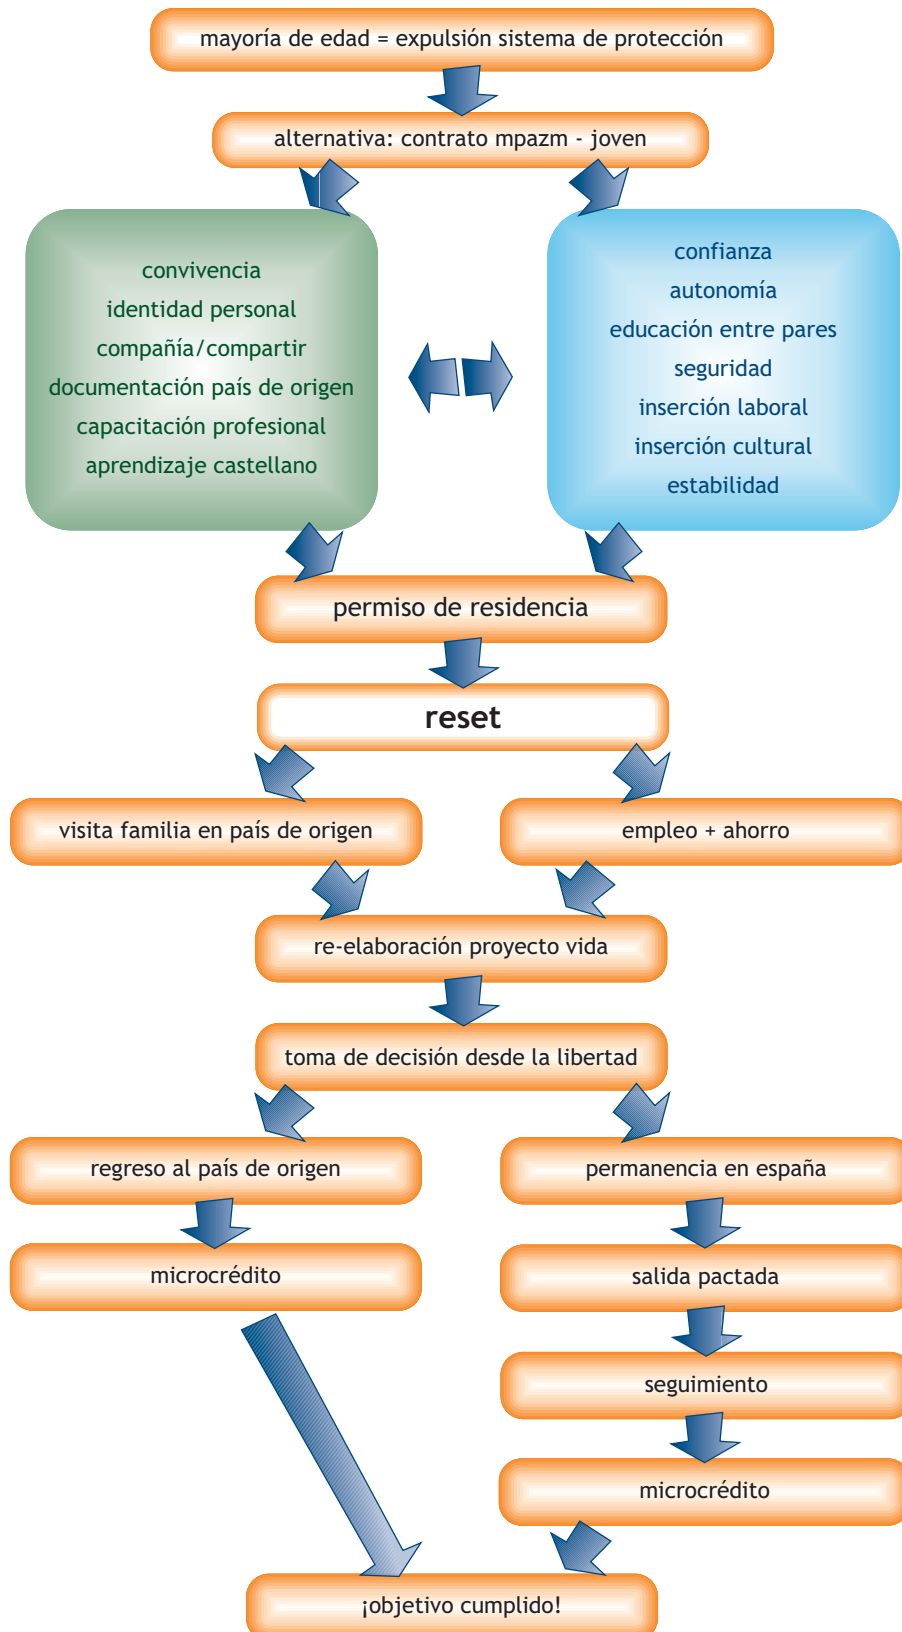 mayoría de edad = expulsión sistema de protección
alternativa: contrato mpazm - joven
convivencia
identidad personal
compañía/compartir
documentación país de origen
capacitación profesional
aprendizaje castellano
confianza
autonomía
educación entre pares
seguridad
inserción laboral
inserción cultural
estabilidad
permiso de residencia
reset
visita familia en país de origen
empleo + ahorro
re-elaboración proyecto vida
toma de decisión desde la libertad
regreso al país de origen
permanencia en españa
microcrédito
salida pactada
seguimiento
microcrédito
¡objetivo cumplido!